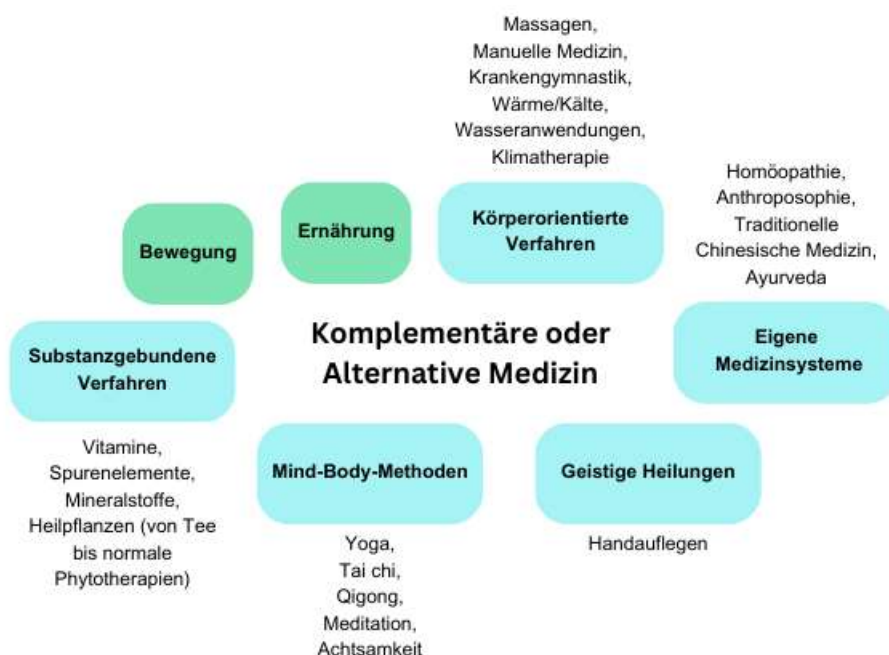 Massagen,
Manuelle Medizin,
Krankengymnastik,
Wärme/Kälte,
Wasseranwendungen,
Klimatherapie
Homöopathie,
Anthroposophie,
Traditionelle
Chinesische Medizin,
Ayurveda
Bewegung
Ernährung
Körperorientierte
Verfahren
Komplementäre oder
Alternative Medizin
Eigene
Medizinsysteme
Substanzgebundene
Verfahren
Vitamine,
Spurenelemente,
Mineralstoffe,
Heilpflanzen (von Tee
bis normale
Phytotherapien)
Mind-Body-Methoden
Yoga,
Tai chi,
Qigong,
Meditation,
Achtsamkeit
Geistige Heilungen
Handauflegen